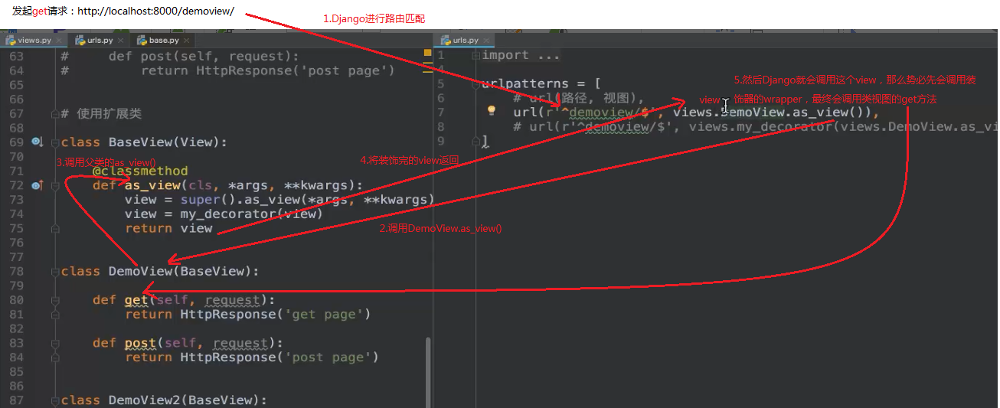 发起get请求：http://localhost:8000/demoview/
1.Django进行路由匹配
views.py
urls.py
base.py
63 # def post(self, request):
64 # return HttpResponse('post page')
65
66
67 # 使用扩展类
68
69 class BaseView(View):
70
3.调用父类的as_view()
71 @classmethod
72 def as_view(cls, *args, **kwargs):
73 view = super().as_view(*args, **kwargs)
74 view = my_decorator(view)
75 return view
76
77
78 class DemoView(BaseView):
79
80 def get(self, request):
81 return HttpResponse('get page')
82
83 def post(self, request):
84 return HttpResponse('post page')
85
86
87 class DemoView2(BaseView):
4.将装饰完的view返回
2.调用DemoView.as_view()
urls.py
1 import ...
5 urlpatterns = [
6 # url(路径, 视图),
7 url(r'^demoview/$', views.DemoView.as_view()),
8 # url(r'^demoview/$', views.my_decorator(views.DemoView.as_vi
9 ]
5.然后Django就会调用这个view，那么势必先会调用装
view
饰器的wrapper，最终会调用类视图的get方法